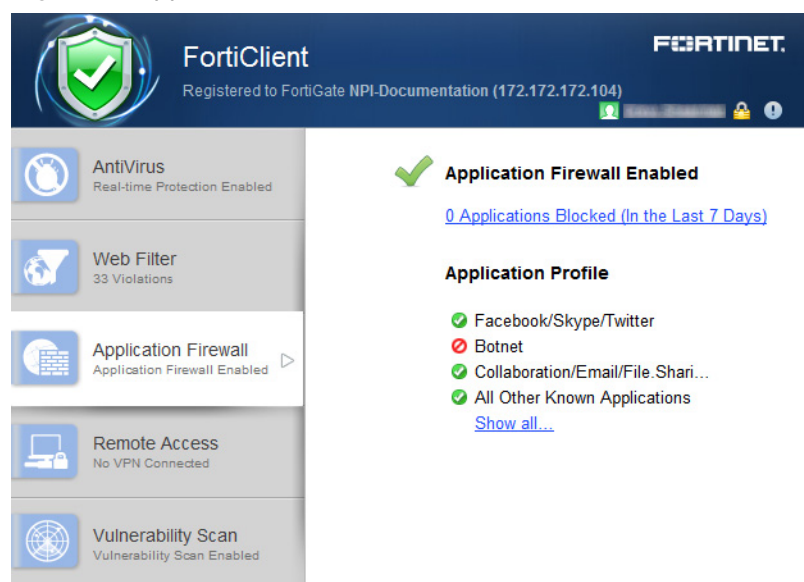 FortiClient
FORTINET.
Registered to FortiGate NPI-Documentation (172.172.172.104)
AntiVirus
Real-time Protection Enabled
Web Filter
33 Violations
Application Firewall
Application Firewall Enabled
Remote Access
No VPN Connected
Vulnerability Scan
Vulnerability Scan Enabled
Application Firewall Enabled
0 Applications Blocked (In the Last 7 Days)
Application Profile
Facebook/Skype/Twitter
Botnet
Collaboration/Email/File.Shari...
All Other Known Applications
Show all...